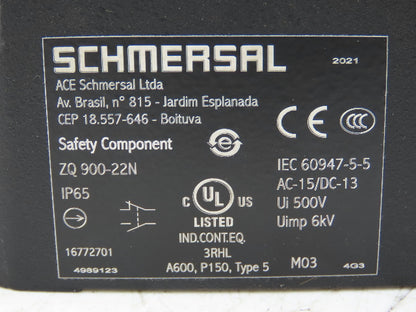 SCHMERSAL 2021
ACE Schmersal Ltda
Av. Brasil, n° 815 - Jardim Esplanada
CEP 18.557-646 - Boituva
CE CCC
Safety Component
e
ZQ 900-22N
IEC 60947-5-5
IP65
AC-15/DC-13
C UL US
Ui 500V
LISTED
Uimp 6kV
IND.CONT.EQ.
16772701 3RHL
4989123 A600, P150, Type 5 M03 4G3